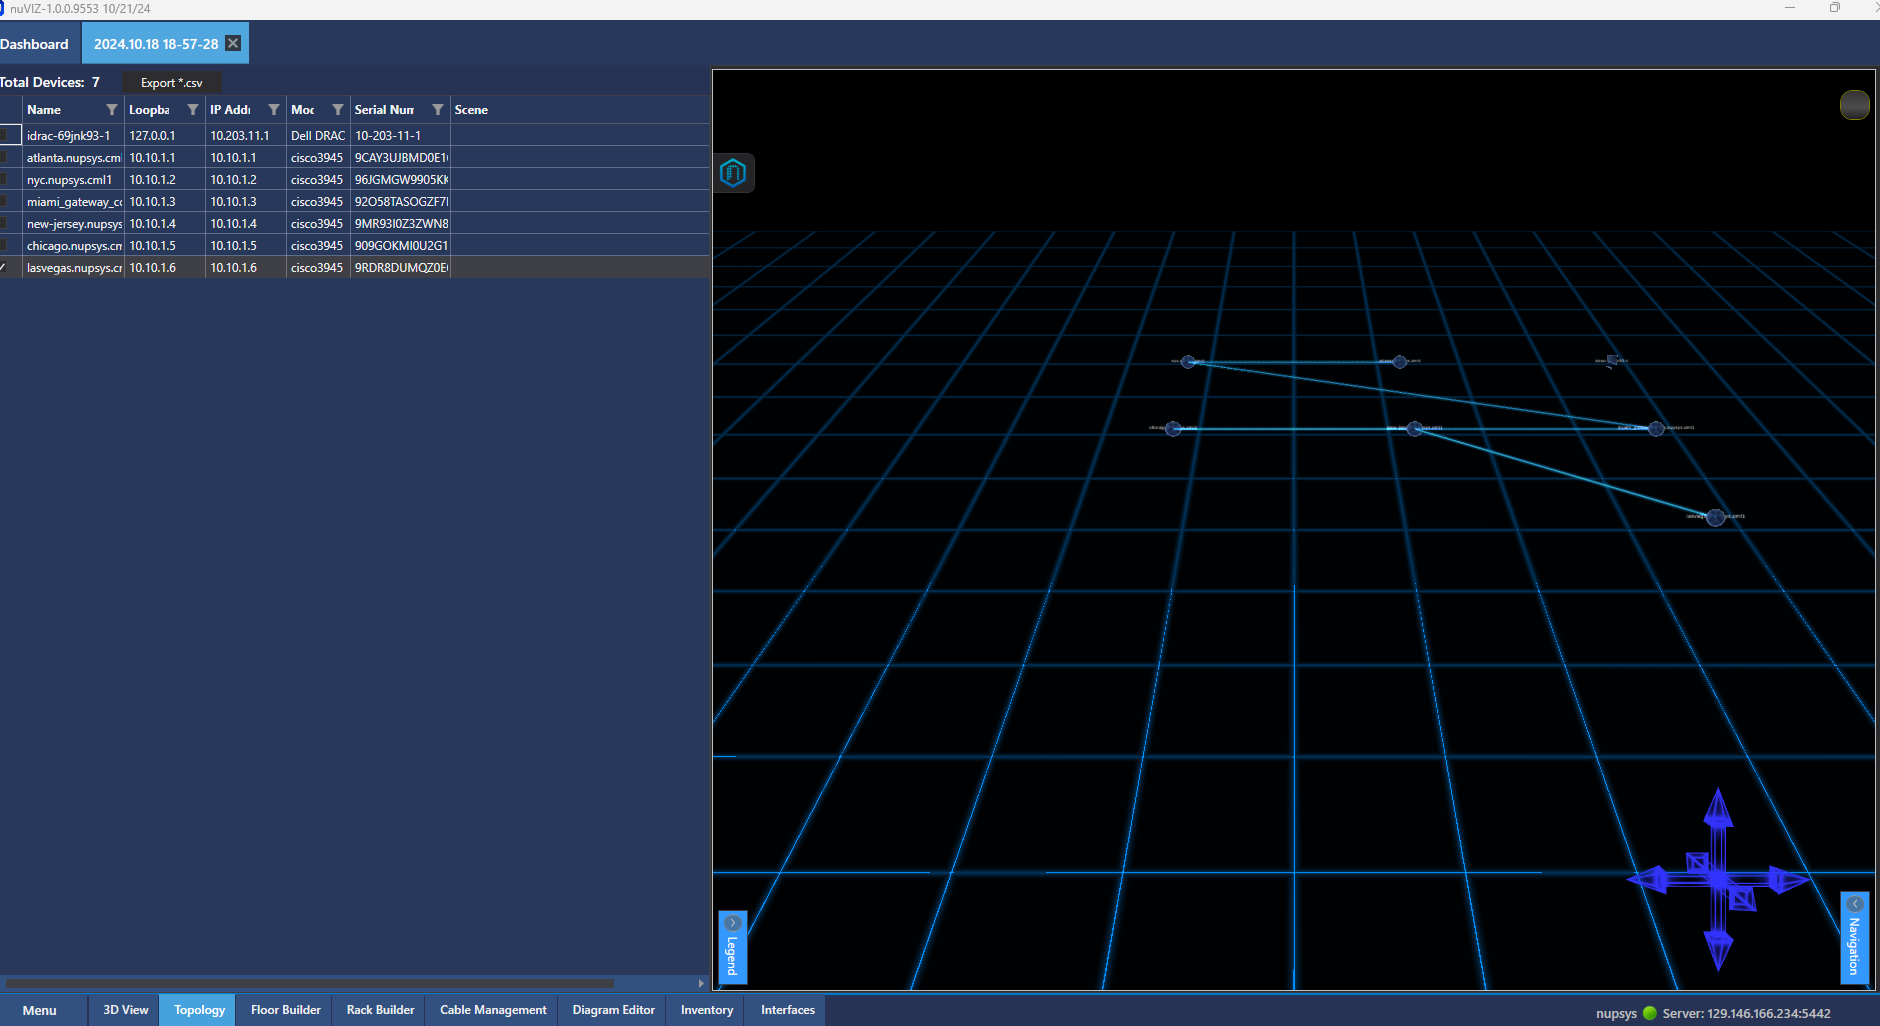 nuVIZ-1.0.0.9553 10/21/24
Dashboard 2024.10.18 18-57-28
Total Devices: 7 Export *.csv
Name Loopba IP Addı Moc Serial Nun Scene
idrac-69jnk93-1 127.0.0.1 10.203.11.1 Dell DRAC 10-203-11-1
atlanta.nupsys.cml 10.10.1.1 10.10.1.1 cisco3945 9CAY3UJBMD0E1
nyc.nupsys.cml1 10.10.1.2 10.10.1.2 cisco3945 96JGMGW9905KK
miami_gateway_cc 10.10.1.3 10.10.1.3 cisco3945 92O58TASOGZF7
new-jersey.nupsys 10.10.1.4 10.10.1.4 cisco3945 9MR93I0Z3ZWN8
chicago.nupsys.cm 10.10.1.5 10.10.1.5 cisco3945 909GOKMI0U2G1
lasvegas.nupsys.cr 10.10.1.6 10.10.1.6 cisco3945 9RDR8DUMQZ0E
Legend
Navigation
Menu 3D View Topology Floor Builder Rack Builder Cable Management Diagram Editor Inventory Interfaces
nupsys Server: 129.146.166.234:5442